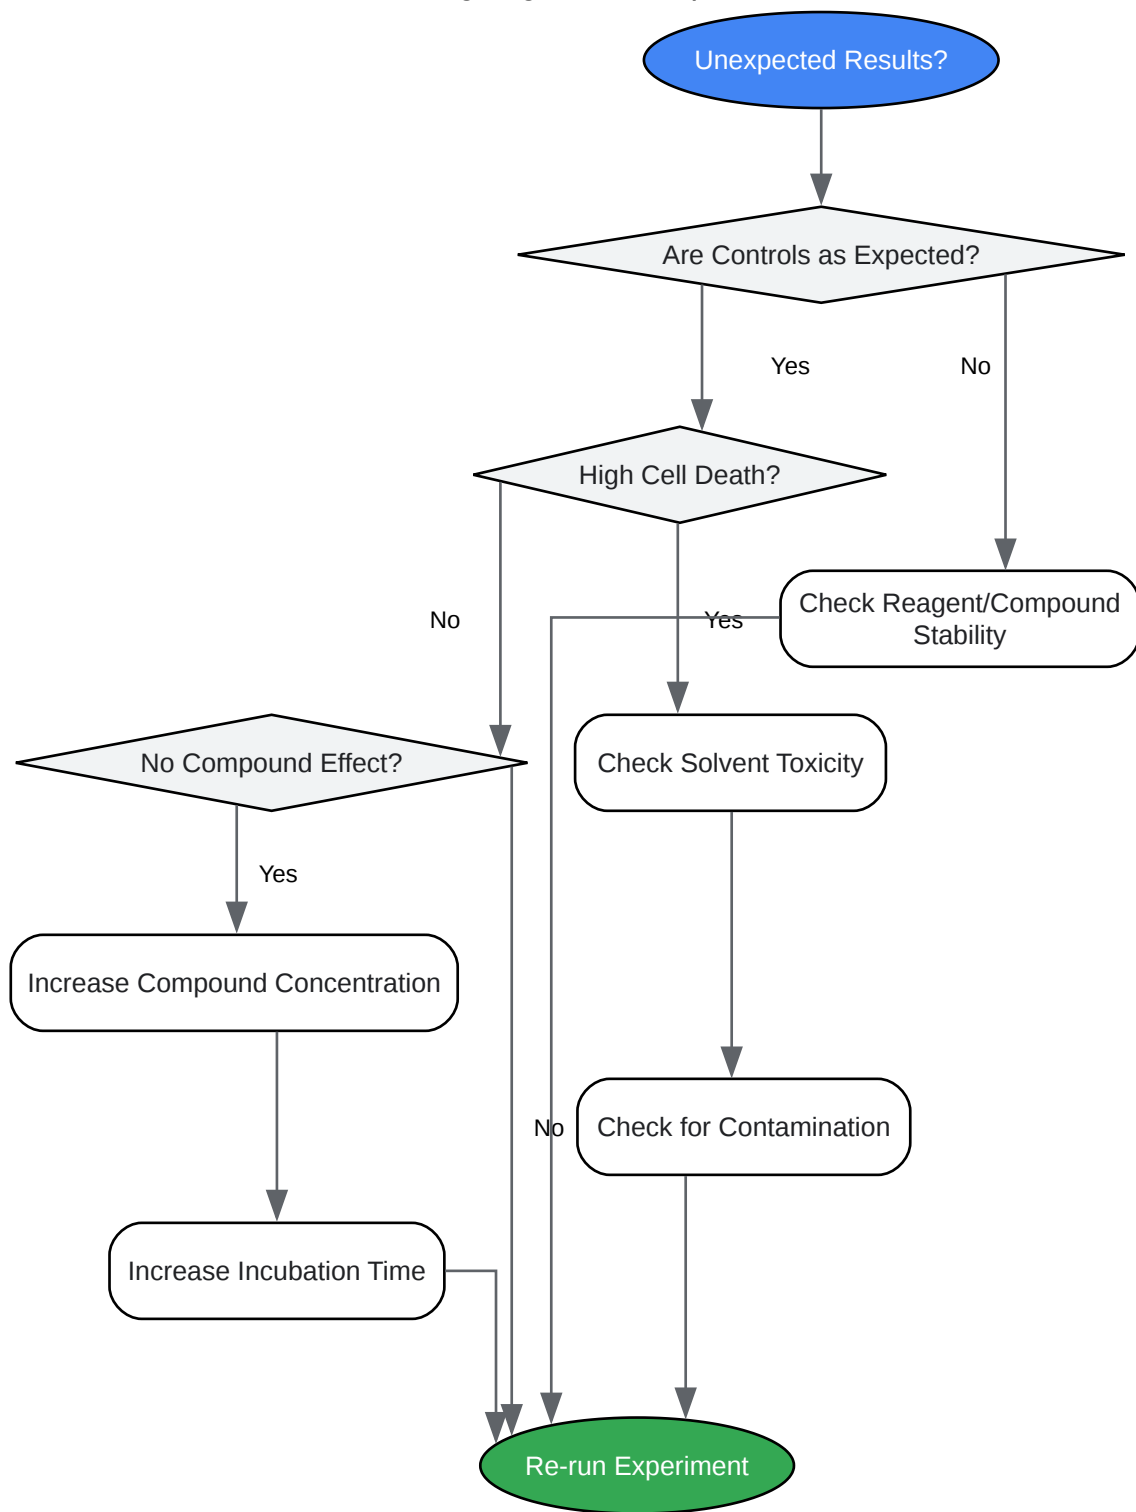 Unexpected Results?
Are Controls as Expected?
Yes
No
High Cell Death?
Check Reagent/Compound
Stability
No
Yes
No Compound Effect?
Check Solvent Toxicity
Yes
Increase Compound Concentration
No
Check for Contamination
Increase Incubation Time
Re-run Experiment